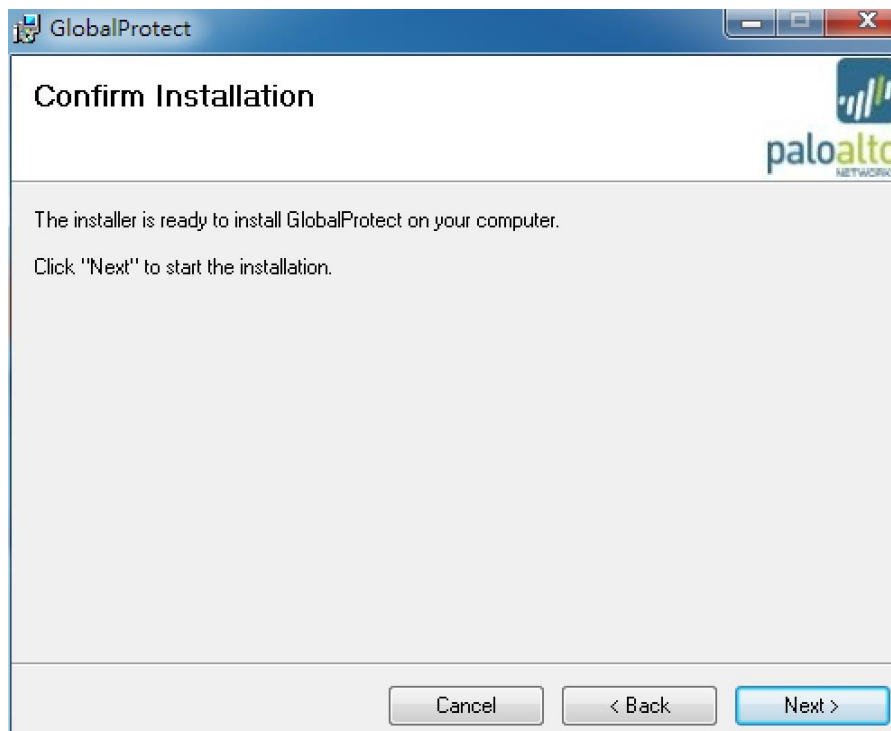 GlobalProtect
Confirm Installation
paloalto
NETWORK
The installer is ready to install GlobalProtect on your computer.
Click "Next" to start the installation.
Cancel
< Back
Next >